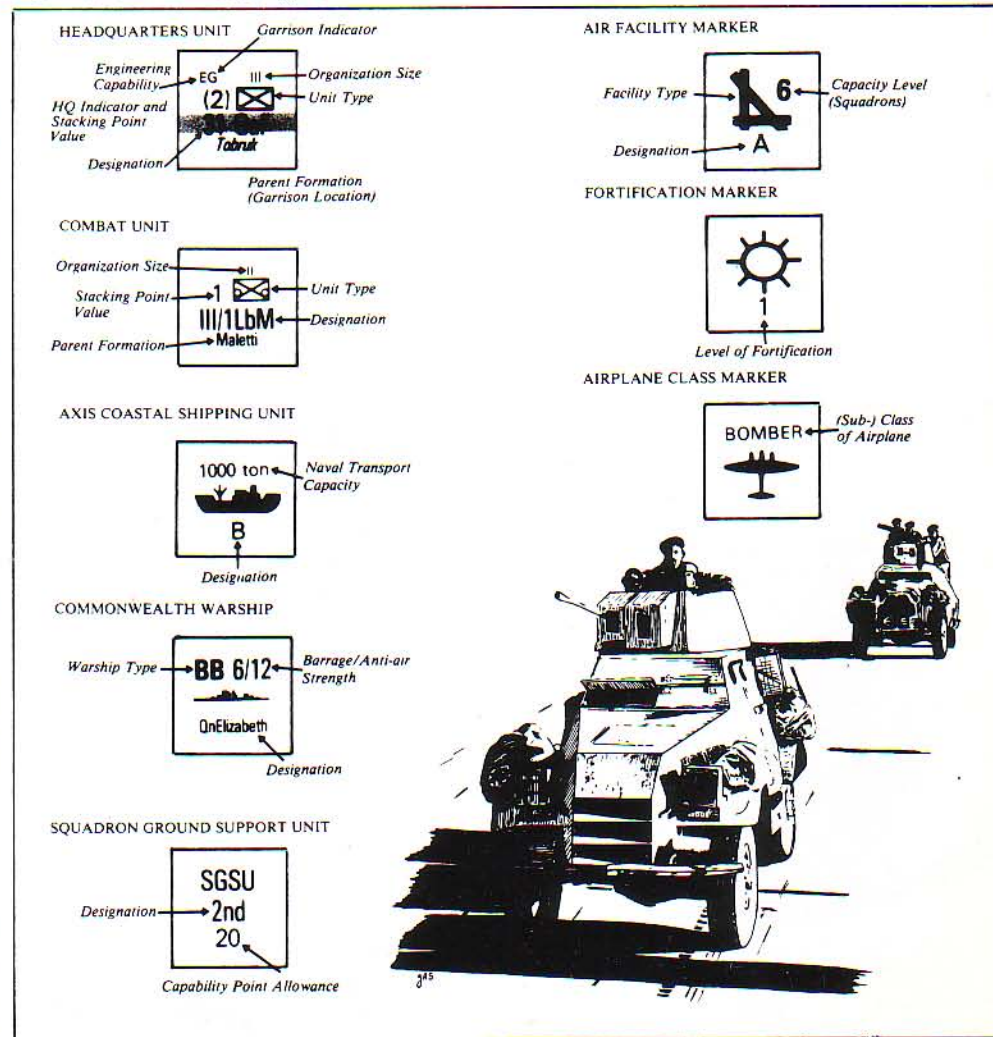 HEADQUARTERS UNIT
Garrison Indicator
Engineering
Capability
EG III
Organization Size
(2)
Unit Type
HQ Indicator and
Stacking Point
Value
Designation
Tobruk
Parent Formation
(Garrison Location)
COMBAT UNIT
Organization Size
II
Stacking Point
Value
1
Unit Type
III/1LbM
Designation
Parent Formation
Maletti
AXIS COASTAL SHIPPING UNIT
1000 ton
Naval Transport
Capacity
B
Designation
COMMONWEALTH WARSHIP
Warship Type
BB 6/12
Barrage/Anti-air
Strength
QnElizabeth
Designation
SQUADRON GROUND SUPPORT UNIT
SGSU
Designation
2nd
20
Capability Point Allowance
AIR FACILITY MARKER
Facility Type
6
Capacity Level
(Squadrons)
Designation
A
FORTIFICATION MARKER
1
Level of Fortification
AIRPLANE CLASS MARKER
BOMBER
(Sub-) Class
of Airplane
gAS